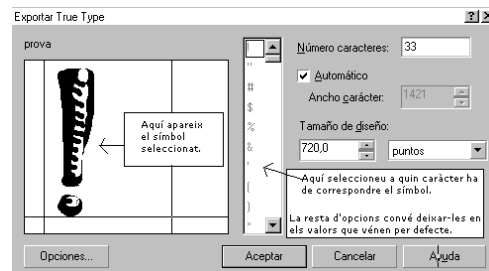 Exportar True Type
prova
Aquí apareix
el símbol
seleccionat.
!
"
#
$
%
&
'
(
)
*
Número caracteres: 33
Automático
Ancho carácter: 1421
Tamaño de diseño:
720,0 puntos
Aquí seleccioneu a quin caràcter ha
de correspondre el símbol.
La resta d'opcions convé deixar-les en
els valors que vénen per defecte.
Opciones...
Aceptar
Cancelar
Ayuda